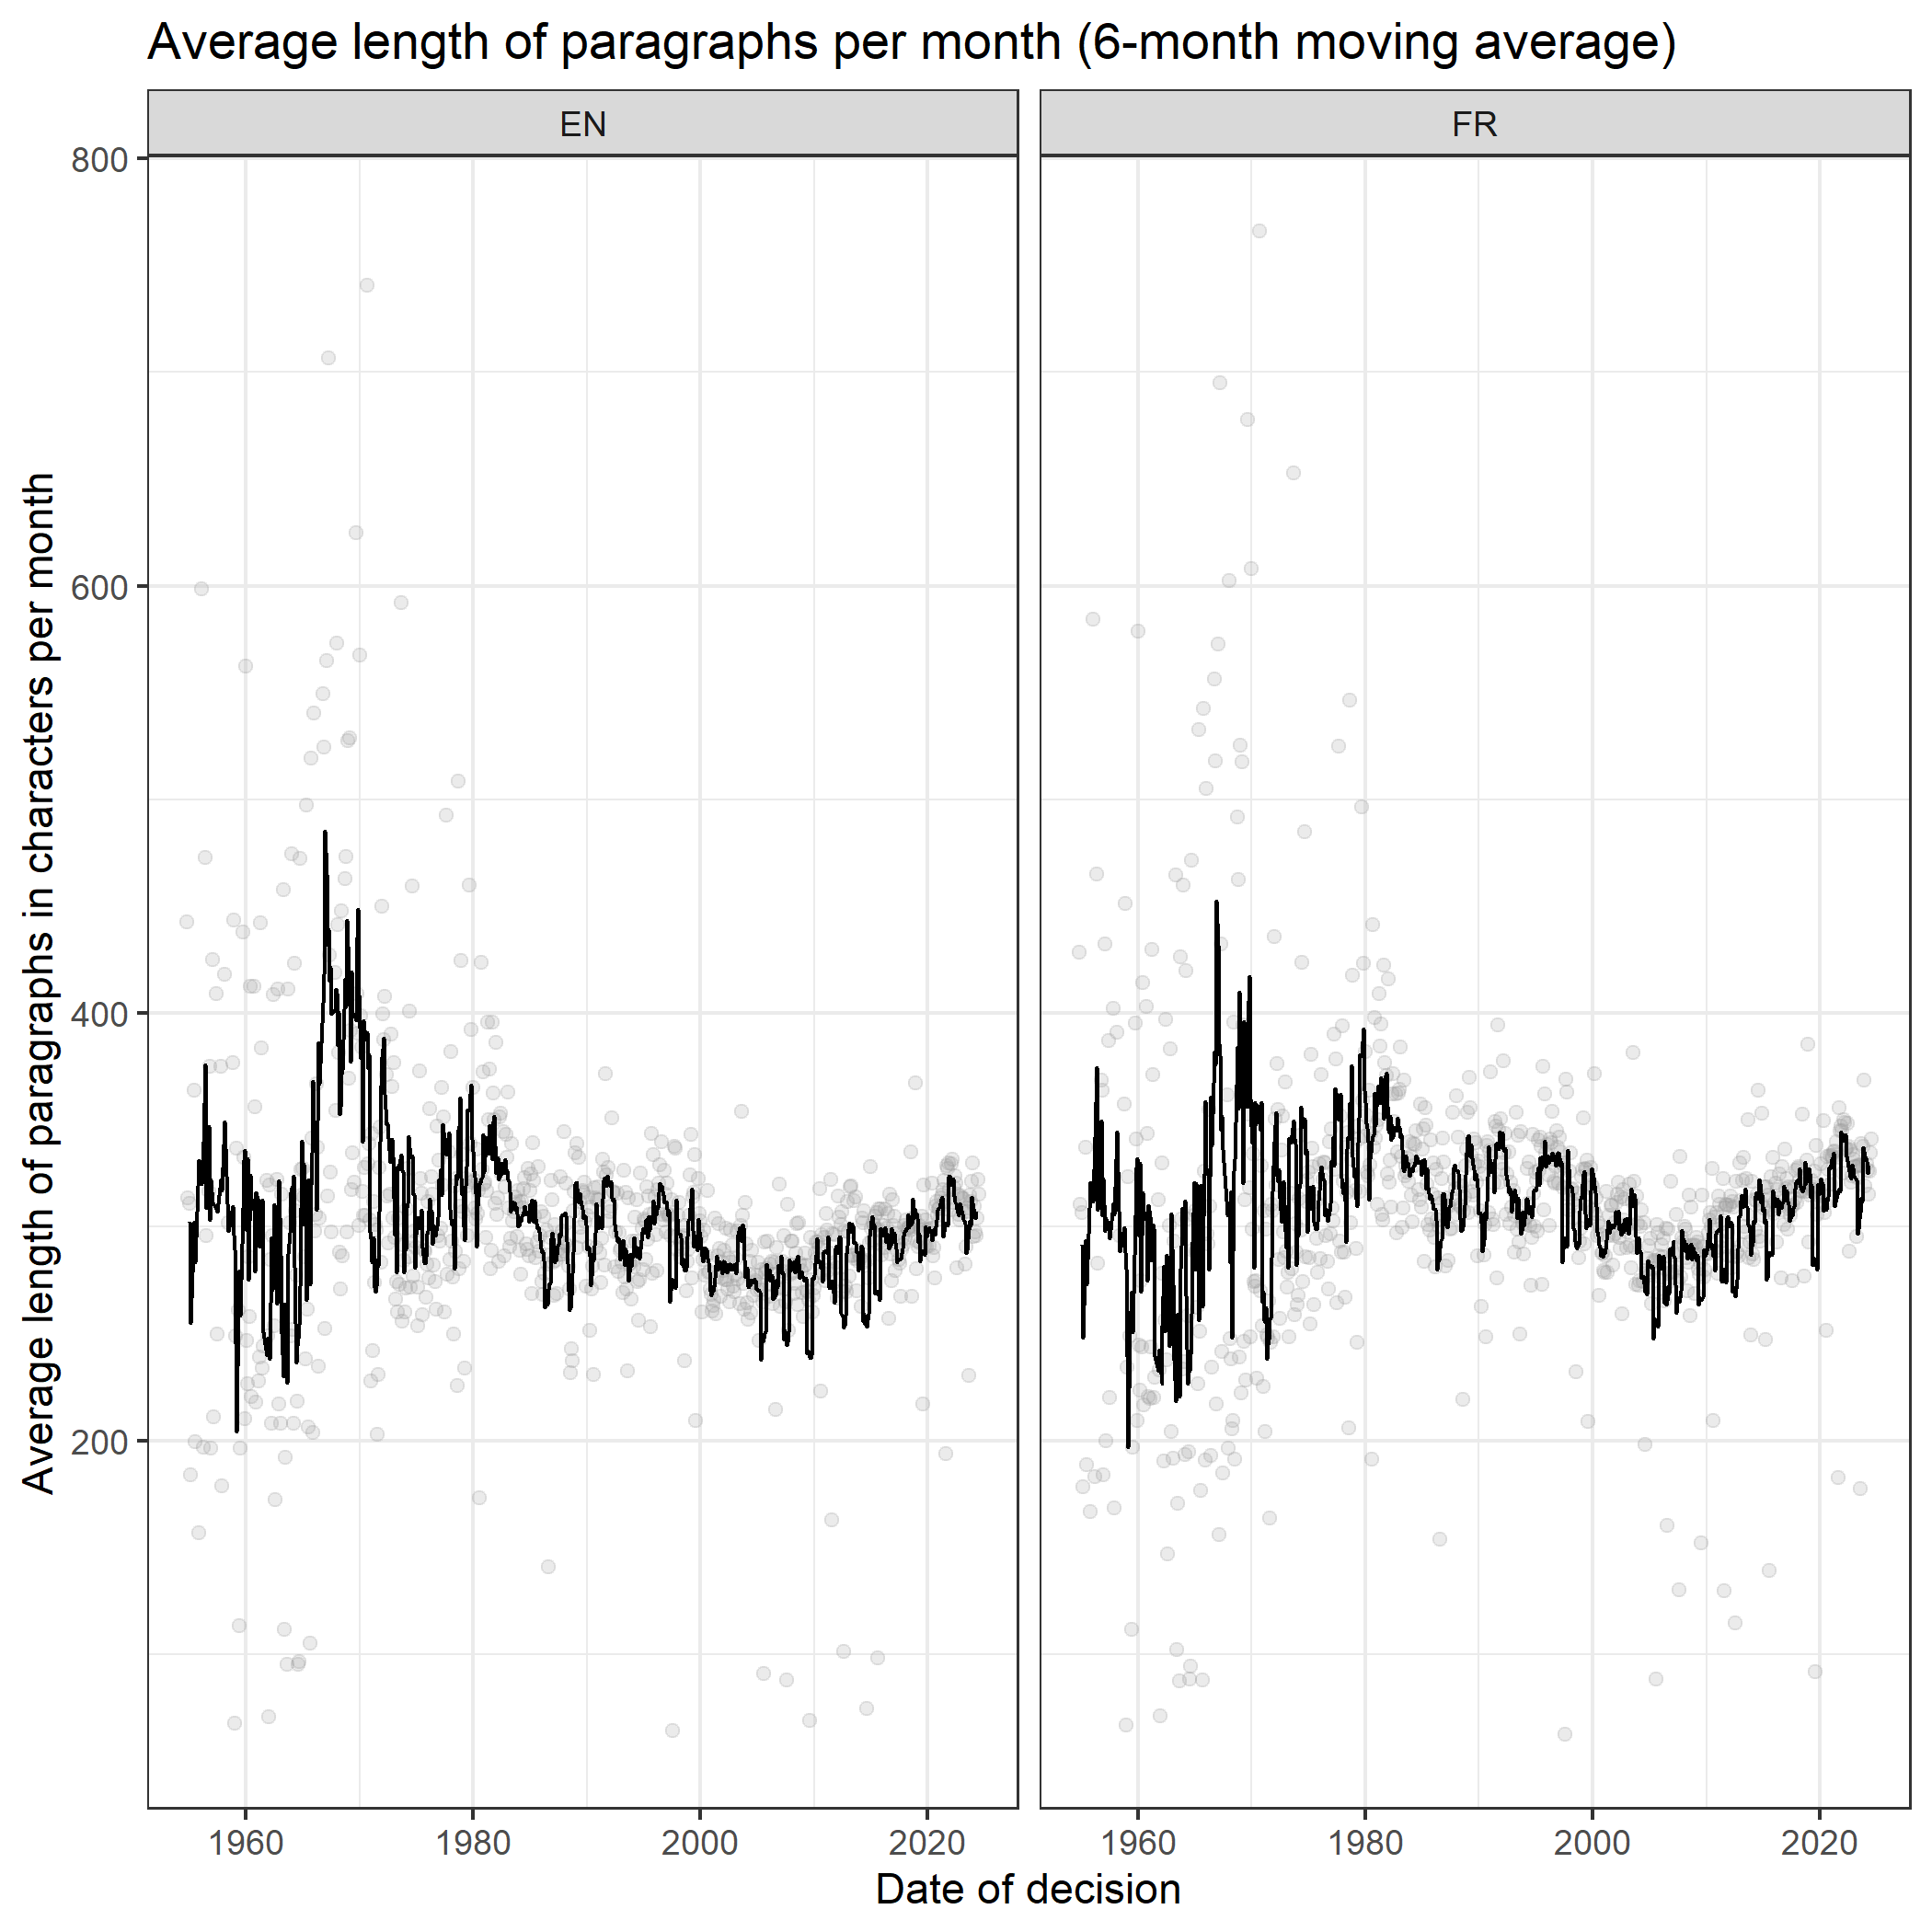 Average length of paragraphs per month (6-month moving average)
EN
FR
800
600
400
200
Average length of paragraphs in characters per month
1960
1980
2000
2020
1960
1980
2000
2020
Date of decision